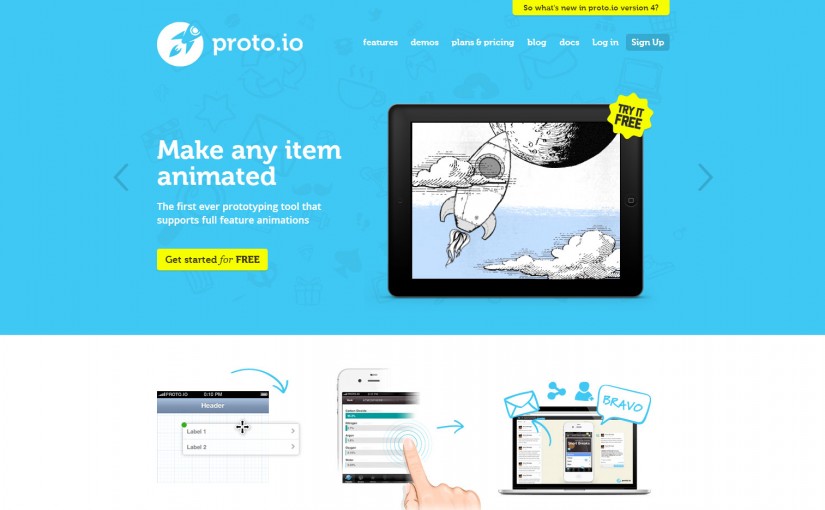 So what's new in proto.io version 4?
proto.io
features demos plans & pricing blog docs Log in Sign Up
TRY IT
FREE
Make any item
animated
The first ever prototyping tool that
supports full feature animations
Get started for FREE
PROTO.IO 5:10 PM
Header
Label 1
Label 2
BRAVO